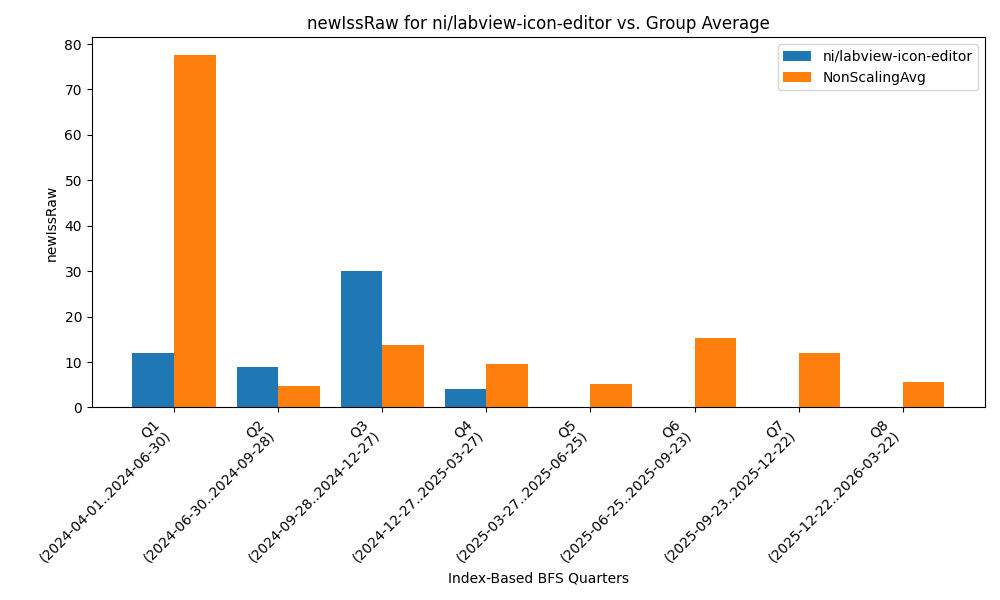 newIssRaw for ni/labview-icon-editor vs. Group Average
ni/labview-icon-editor
NonScalingAvg
newIssRaw
80
70
60
50
40
30
20
10
0
Q1
(2024-04-01..2024-06-30)
Q2
(2024-06-30..2024-09-28)
Q3
(2024-09-28..2024-12-27)
Q4
(2024-12-27..2025-03-27)
Q5
(2025-03-27..2025-06-25)
Q6
(2025-06-25..2025-09-23)
Q7
(2025-09-23..2025-12-22)
Q8
(2025-12-22..2026-03-22)
Index-Based BFS Quarters